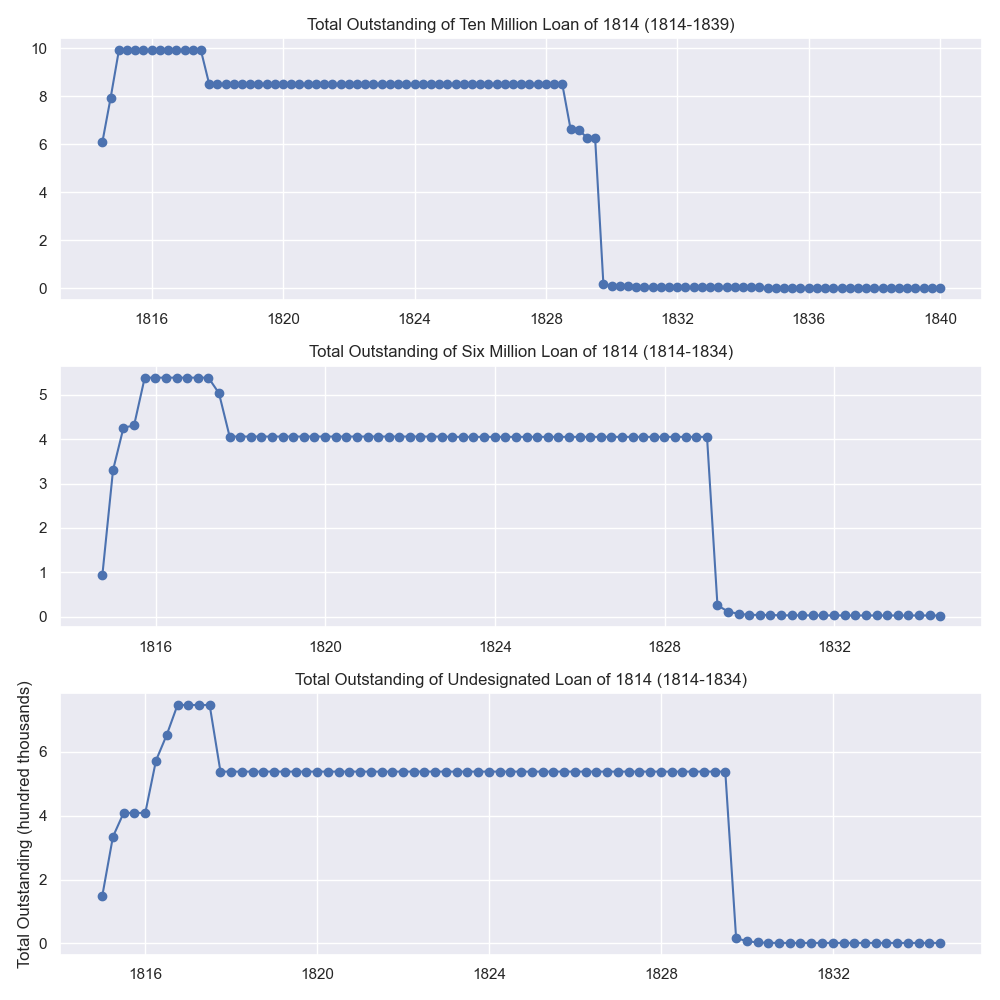 Total Outstanding of Ten Million Loan of 1814 (1814-1839)
10
8
6
4
2
0
1816 1820 1824 1828 1832 1836 1840
Total Outstanding of Six Million Loan of 1814 (1814-1834)
5
4
3
2
1
0
1816 1820 1824 1828 1832
Total Outstanding of Undesignated Loan of 1814 (1814-1834)
Total Outstanding (hundred thousands)
6
4
2
0
1816 1820 1824 1828 1832